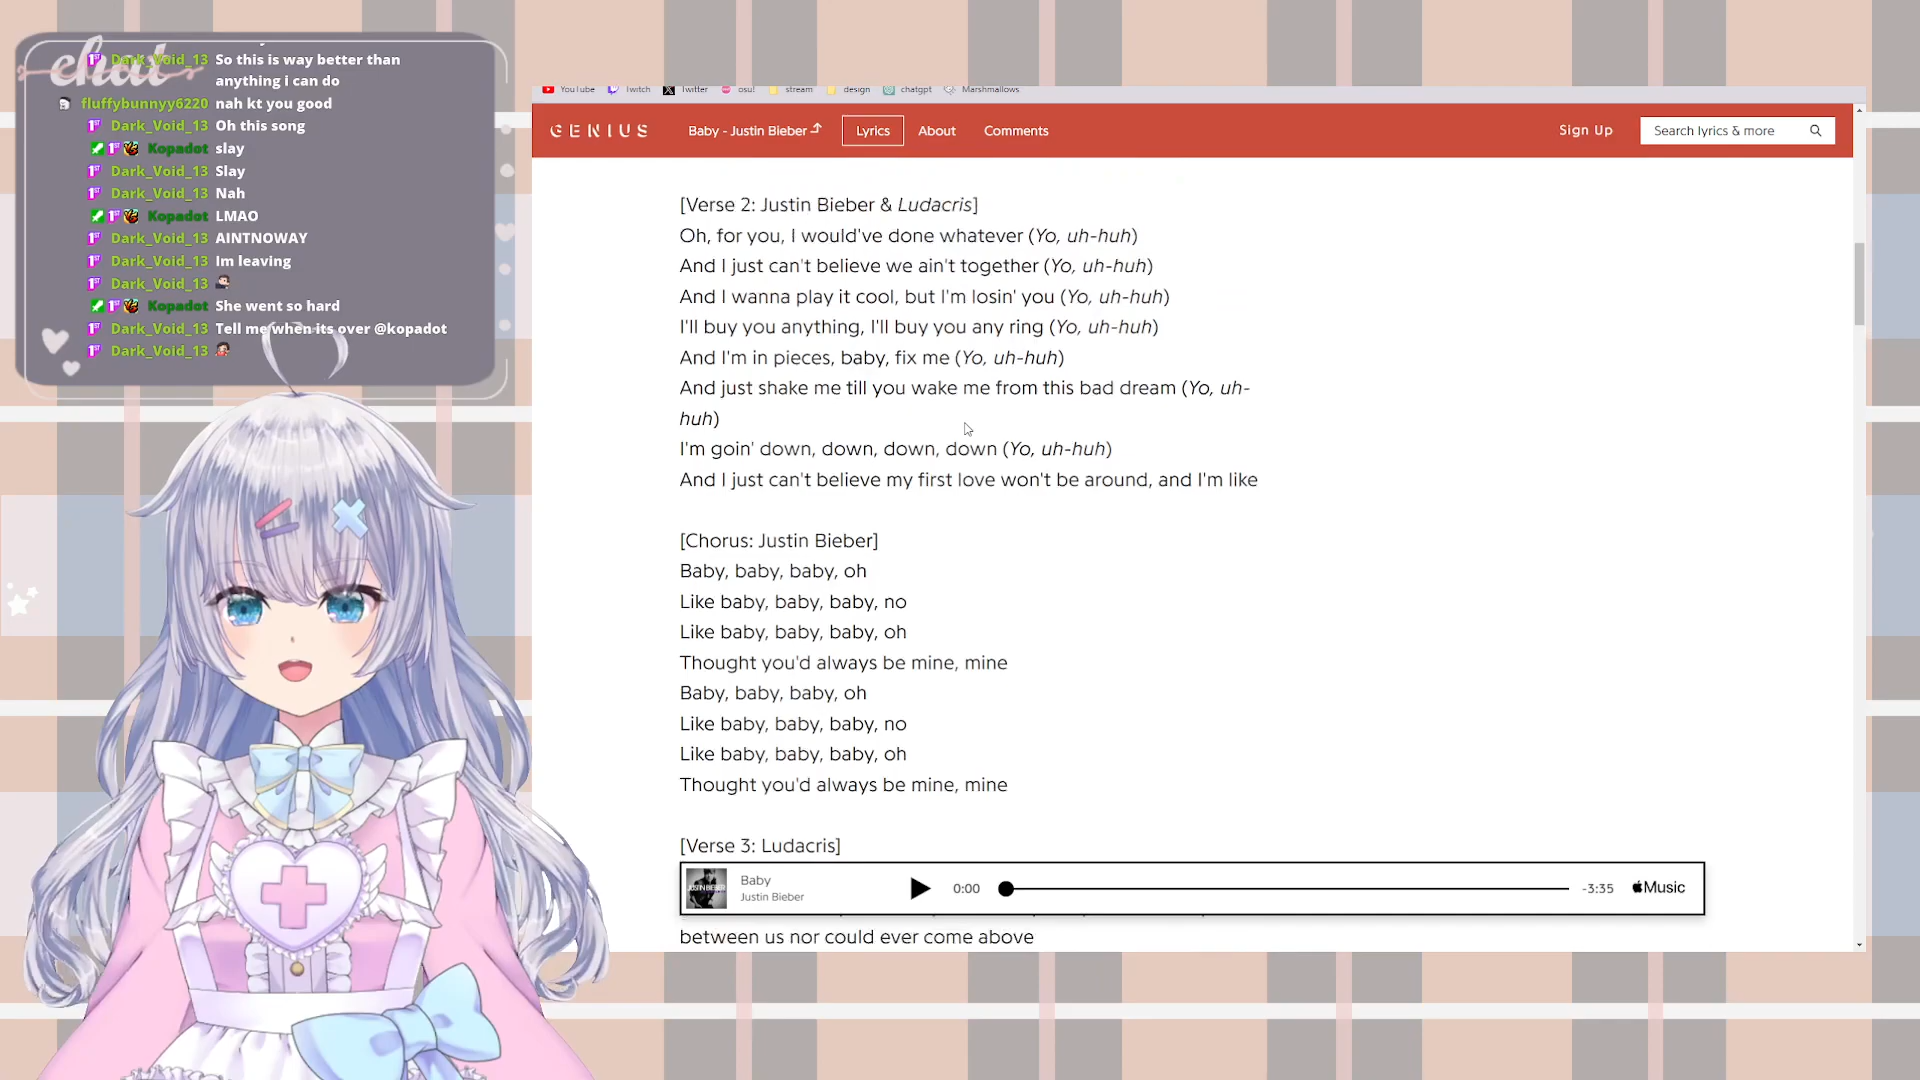 chat
Dark_Void_13 So this is way better than
anything i can do
fluffybunnyy6220 nah kt you good
Dark_Void_13 Oh this song
Kopadot slay
Dark_Void_13 Slay
Dark_Void_13 Nah
Kopadot LMAO
Dark_Void_13 AINTNOWAY
Dark_Void_13 Im leaving
Dark_Void_13
Kopadot She went so hard
Dark_Void_13 Tell me when its over @kopadot
Dark_Void_13
YouTube Twitch Twitter osu! stream design chatgpt Marshmallows
GENIUS Baby - Justin Bieber Lyrics About Comments Sign Up Search lyrics & more
[Verse 2: Justin Bieber & Ludacris]
Oh, for you, I would've done whatever (Yo, uh-huh)
And I just can't believe we ain't together (Yo, uh-huh)
And I wanna play it cool, but I'm losin' you (Yo, uh-huh)
I'll buy you anything, I'll buy you any ring (Yo, uh-huh)
And I'm in pieces, baby, fix me (Yo, uh-huh)
And just shake me till you wake me from this bad dream (Yo, uh-
huh)
I'm goin' down, down, down, down (Yo, uh-huh)
And I just can't believe my first love won't be around, and I'm like
[Chorus: Justin Bieber]
Baby, baby, baby, oh
Like baby, baby, baby, no
Like baby, baby, baby, oh
Thought you'd always be mine, mine
Baby, baby, baby, oh
Like baby, baby, baby, no
Like baby, baby, baby, oh
Thought you'd always be mine, mine
[Verse 3: Ludacris]
JUSTIN BIEBER
Baby
Justin Bieber
0:00 -3:35 Music
between us nor could ever come above